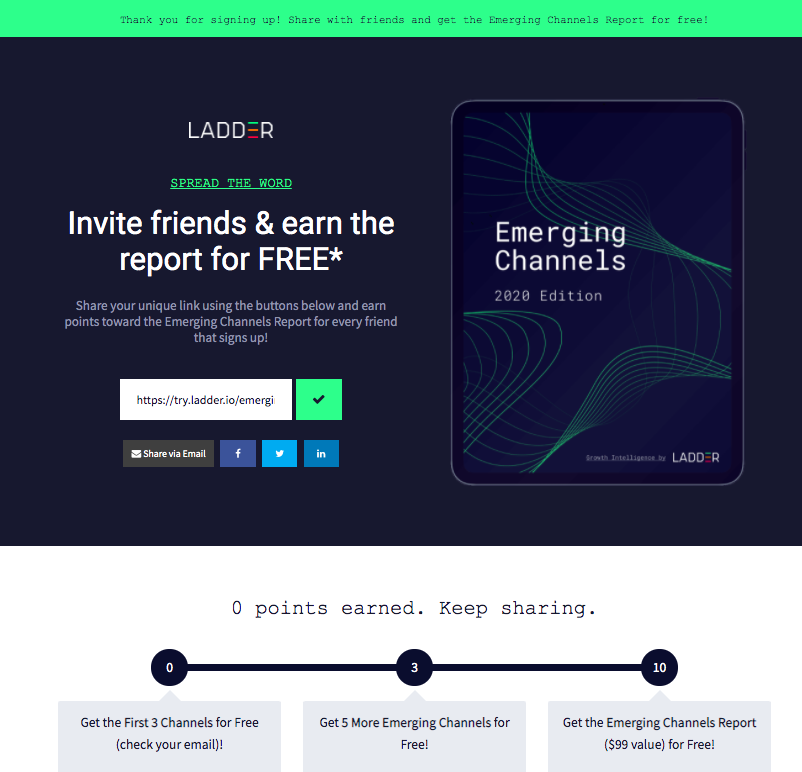 Thank you for signing up! Share with friends and get the Emerging Channels Report for free!
LADDER
SPREAD THE WORD
Invite friends & earn the
report for FREE*
Share your unique link using the buttons below and earn
points toward the Emerging Channels Report for every friend
that signs up!
https://try.ladder.io/emergi
Share via Email
Emerging
Channels
2020 Edition
Growth Intelligence by LADDER
0 points earned. Keep sharing.
0
3
10
Get the First 3 Channels for Free
(check your email)!
Get 5 More Emerging Channels for
Free!
Get the Emerging Channels Report
($99 value) for Free!